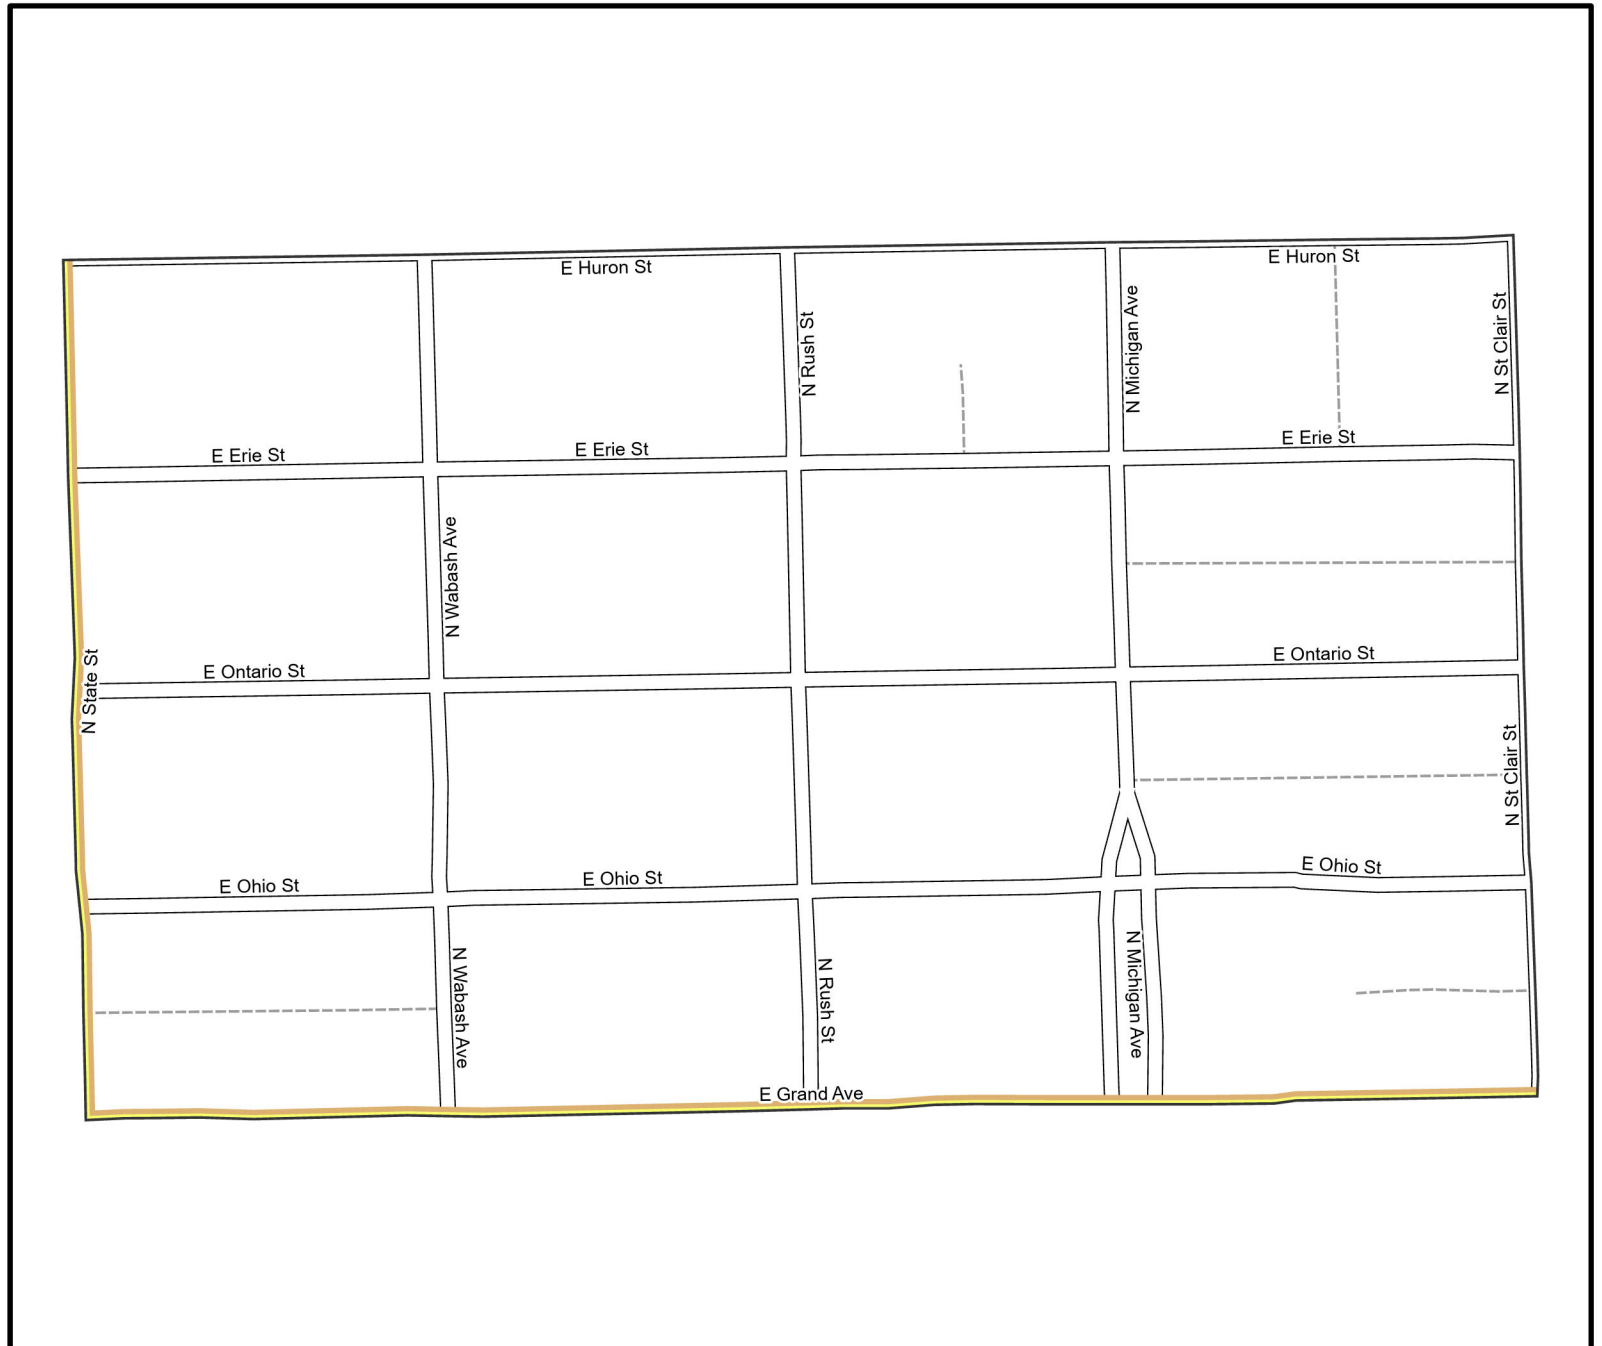 E Huron St
E Huron St
N Rush St
N Michigan Ave
N St Clair St
E Erie St
E Erie St
E Erie St
N Wabash Ave
N State St
E Ontario St
E Ontario St
N St Clair St
E Ohio St
E Ohio St
E Ohio St
N Wabash Ave
N Rush St
N Michigan Ave
E Grand Ave